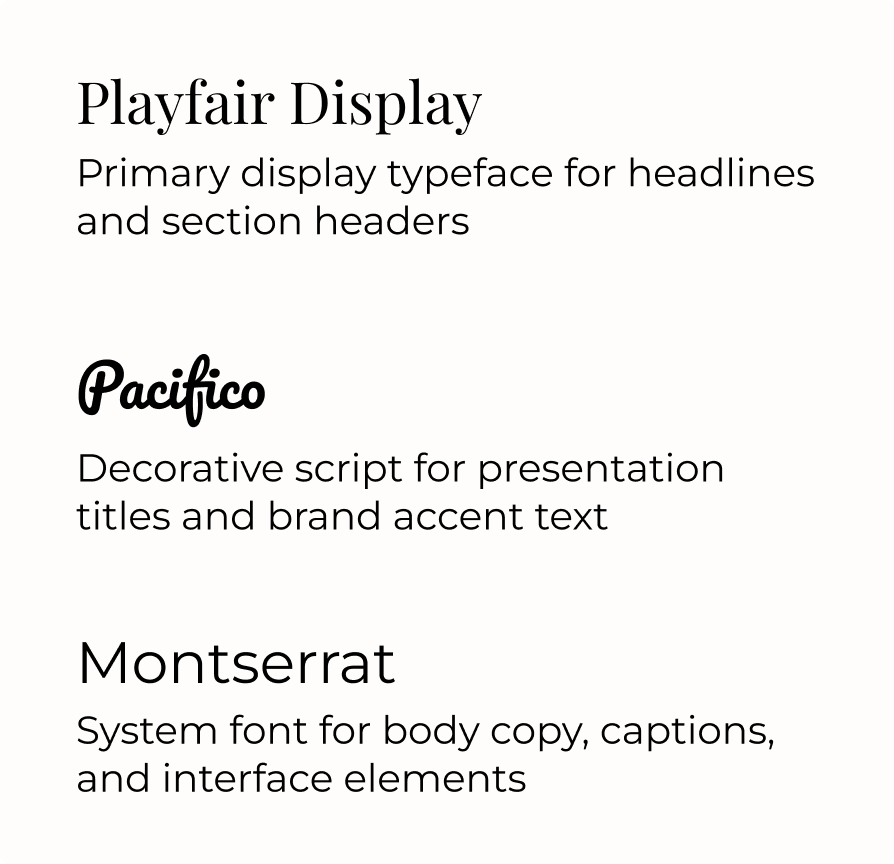 Playfair Display
Primary display typeface for headlines
and section headers
Pacifico
Decorative script for presentation
titles and brand accent text
Montserrat
System font for body copy, captions,
and interface elements